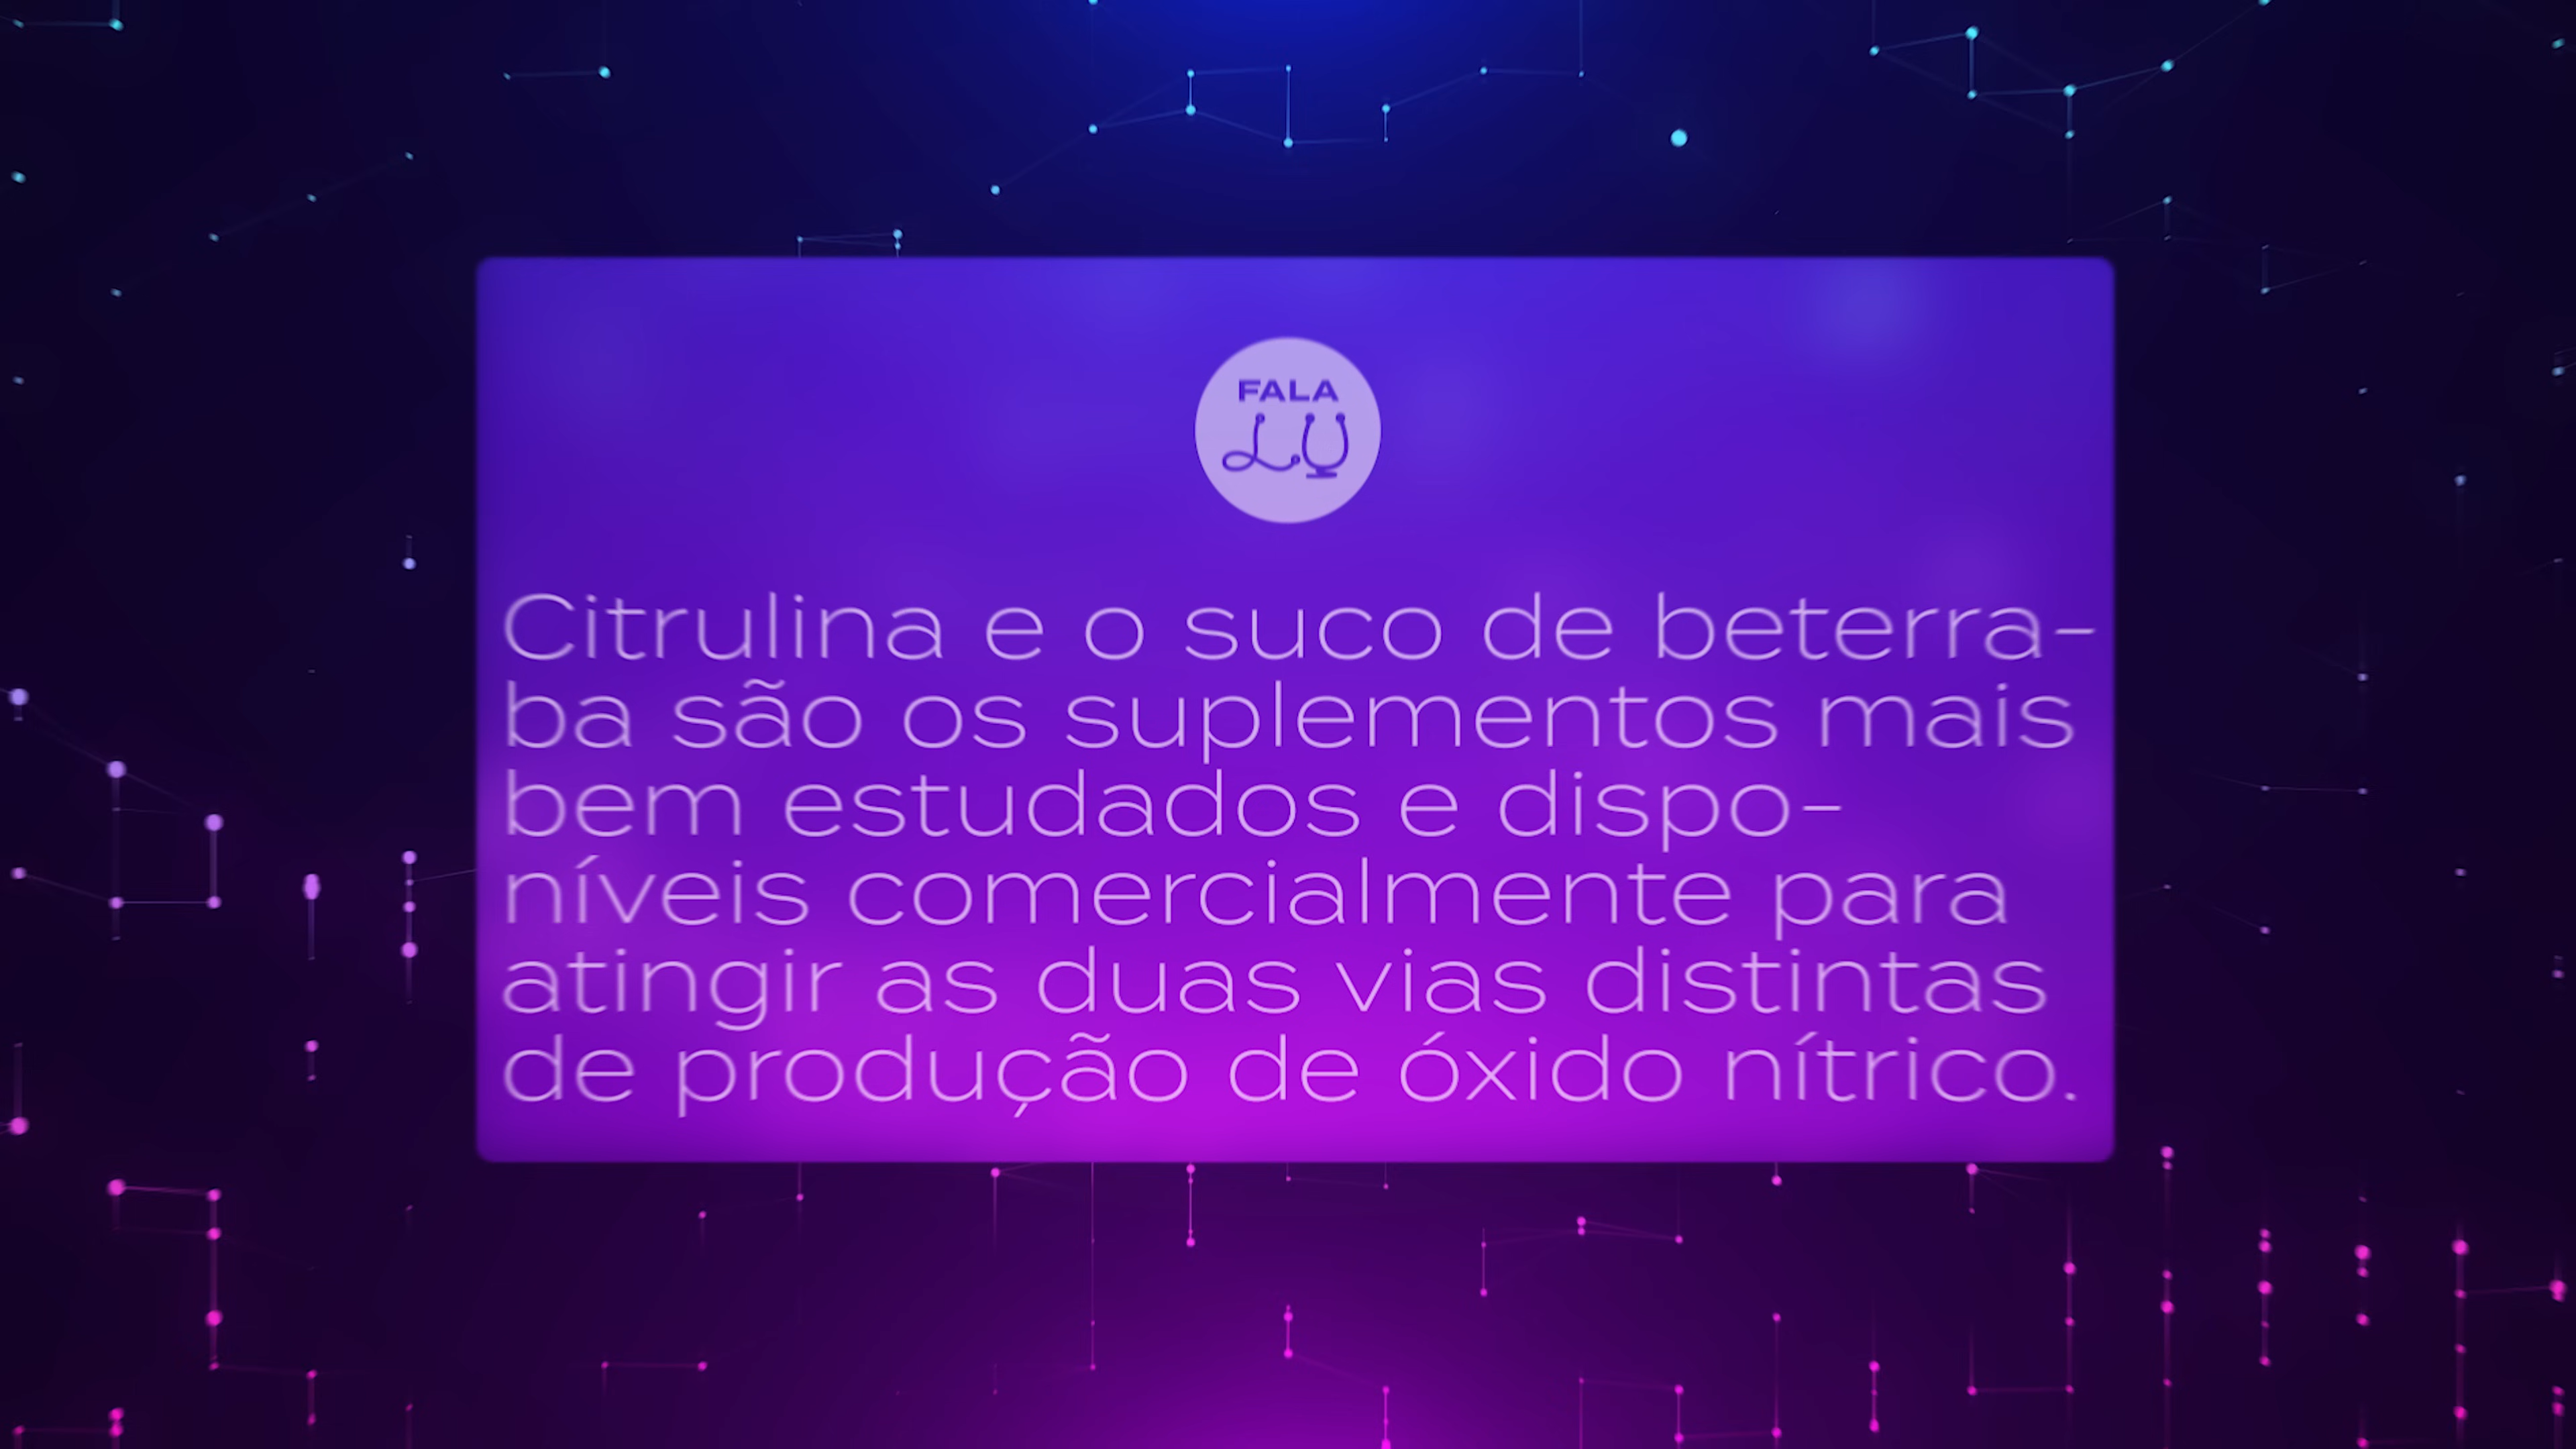 FALA
LU
Citrulina e o suco de beterra-
ba são os suplementos mais
bem estudados e dispo-
níveis comercialmente para
atingir as duas vias distintas
de produção de óxido nítrico.